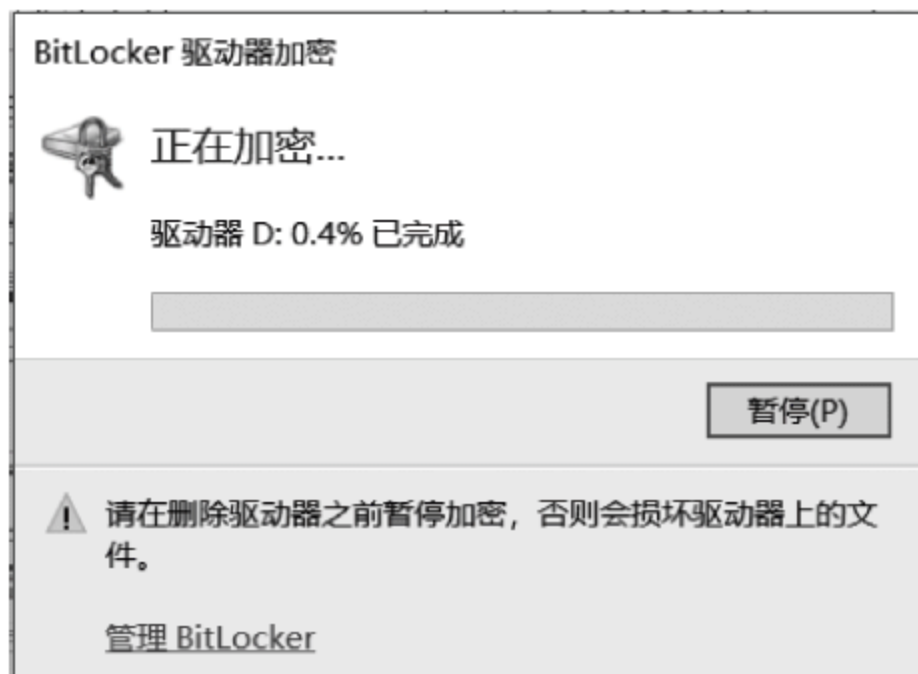 BitLocker 驱动器加密
正在加密...
驱动器 D: 0.4% 已完成
暂停(P)
请在删除驱动器之前暂停加密，否则会损坏驱动器上的文
件。
管理 BitLocker